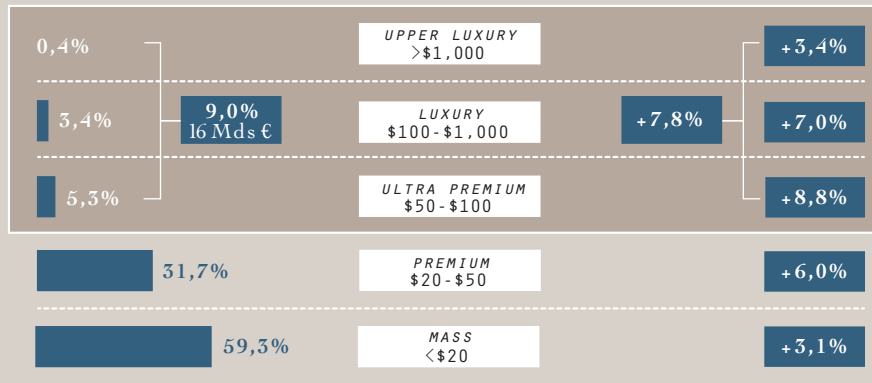 0,4%
UPPER LUXURY
>$1,000
+3,4%
3,4%
9,0%
16 Mds €
LUXURY
$100-$1,000
+7,8%
+7,0%
5,3%
ULTRA PREMIUM
$50-$100
+8,8%
31,7%
PREMIUM
$20-$50
+6,0%
59,3%
MASS
<$20
+3,1%